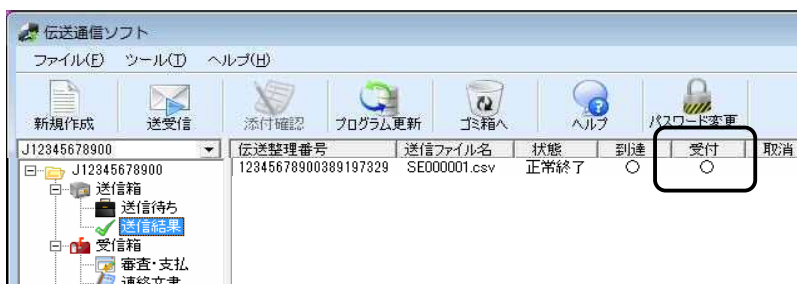 伝送通信ソフト
ファイル(F) ツール(T) ヘルプ(H)
新規作成 送受信 添付確認 プログラム更新 ゴミ箱へ ヘルプ パスワード変更
J12345678900 伝送整理番号 送信ファイル名 状態 到達 受付 取消
J12345678900 12345678900389197329 SE000001.csv 正常終了 ○ ○
送信箱
送信待ち
送信結果
受信箱
審査・支払
連絡文書